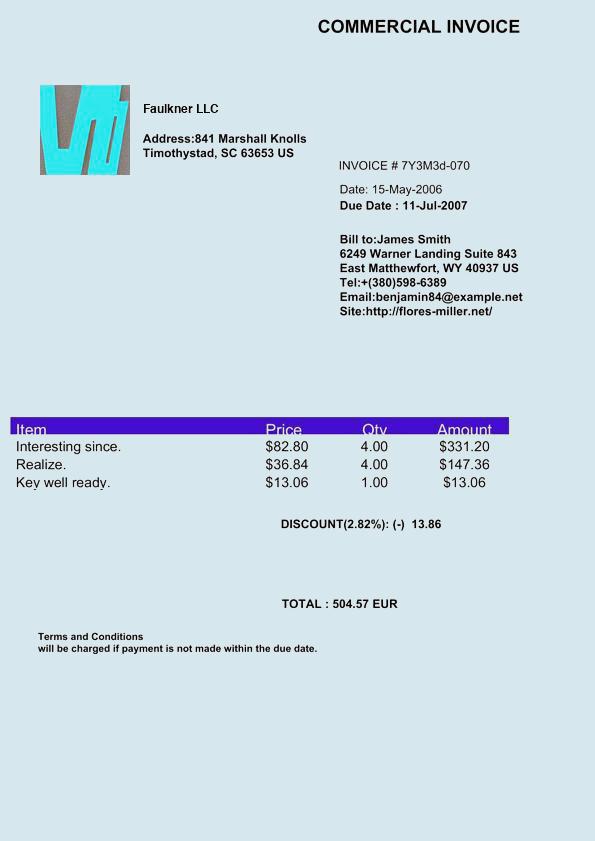 COMMERCIAL INVOICE
Faulkner LLC
Address:841 Marshall Knolls
Timothystad, SC 63653 US
INVOICE # 7Y3M3d-070
Date: 15-May-2006
Due Date : 11-Jul-2007
Bill to:James Smith
6249 Warner Landing Suite 843
East Matthewfort, WY 40937 US
Tel:+(380)598-6389
Email:benjamin84@example.net
Site:http://flores-miller.net/
Item Price Qty Amount
Interesting since. $82.80 4.00 $331.20
Realize. $36.84 4.00 $147.36
Key well ready. $13.06 1.00 $13.06
DISCOUNT(2.82%): (-) 13.86
TOTAL : 504.57 EUR
Terms and Conditions
will be charged if payment is not made within the due date.